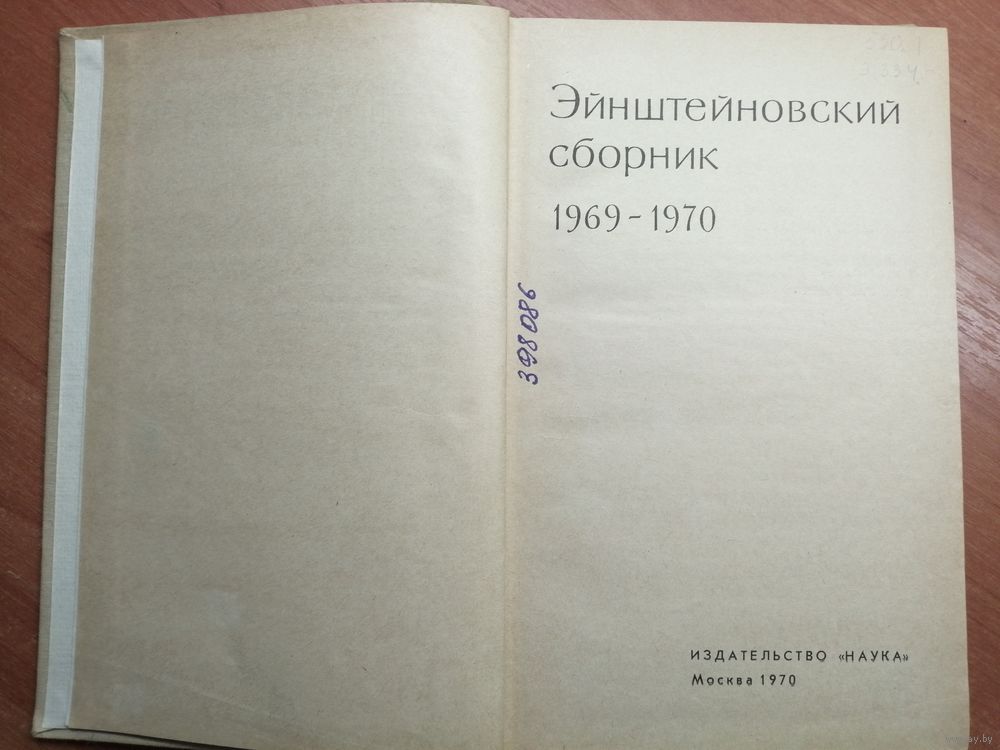 Эйнштейновский
сборник
1969-1970
398086
ИЗДАТЕЛЬСТВО «НАУКА»
Москва 1970